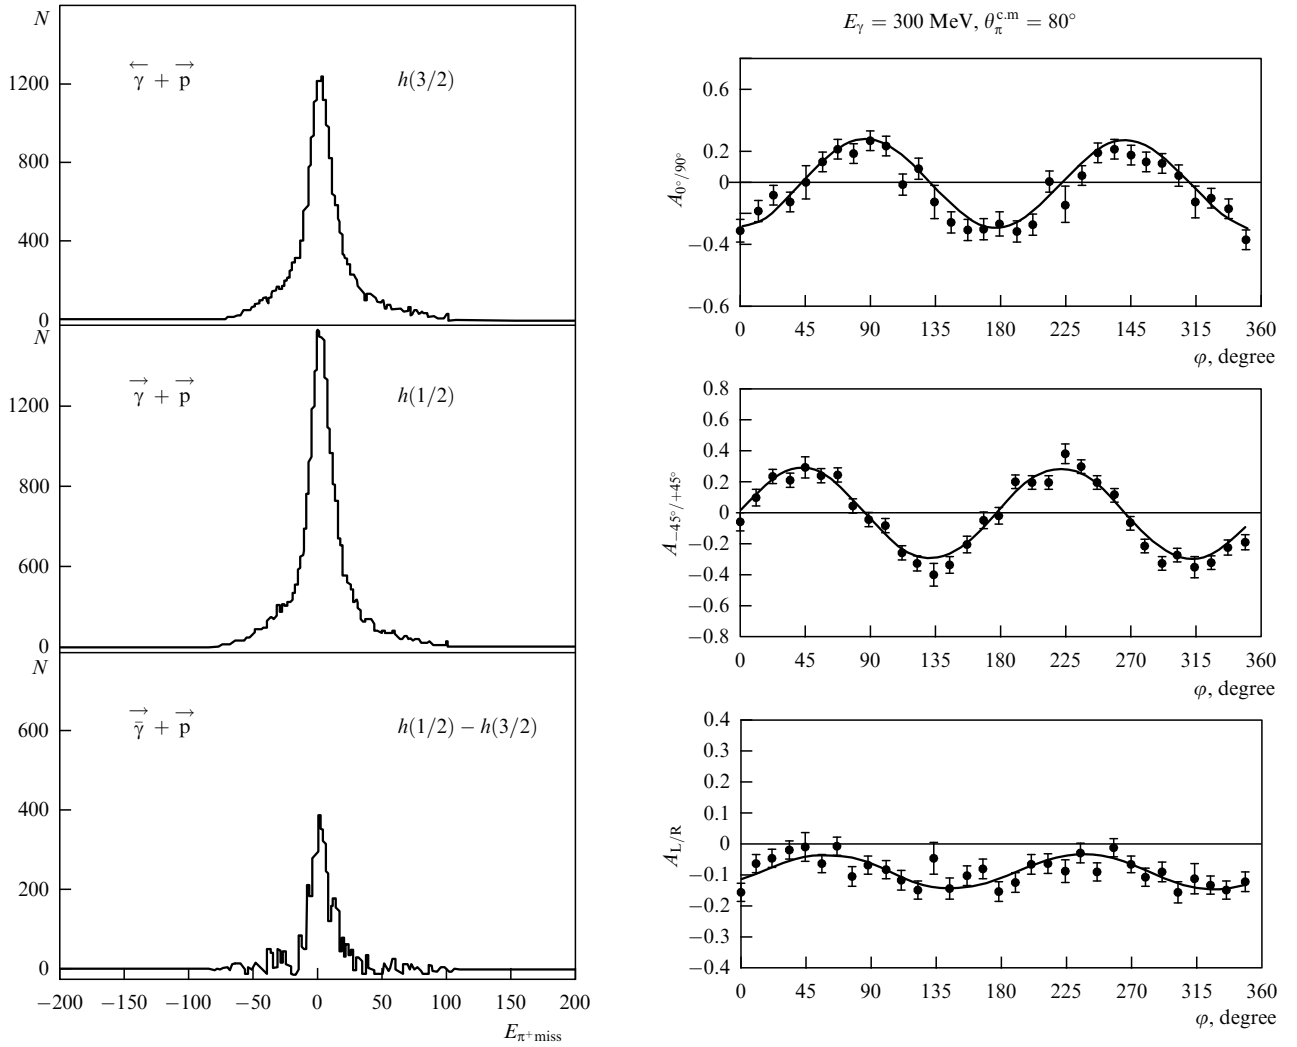 N
1200
800
400
0
γ + p
h(3/2)
N
1200
800
600
0
γ + p
h(1/2)
N
600
400
200
0
γ̄ + p
h(1/2) − h(3/2)
−200 −150 −100 −50 0 50 100 150 200
E_π⁺miss
E_γ = 300 MeV, θ_π^c.m = 80°
A_0°/90°
0.6
0.2
0
−0.4
−0.6
0 45 90 135 180 225 145 315 360
φ, degree
A_−45°/+45°
0.8
0.6
0.4
0.2
0
−0.2
−0.4
−0.6
−0.8
0 45 90 135 180 225 270 315 360
φ, degree
A_L/R
0.4
0.3
0.2
0.1
0
−0.1
−0.2
−0.3
−0.4
0 45 90 135 180 225 270 315 360
φ, degree